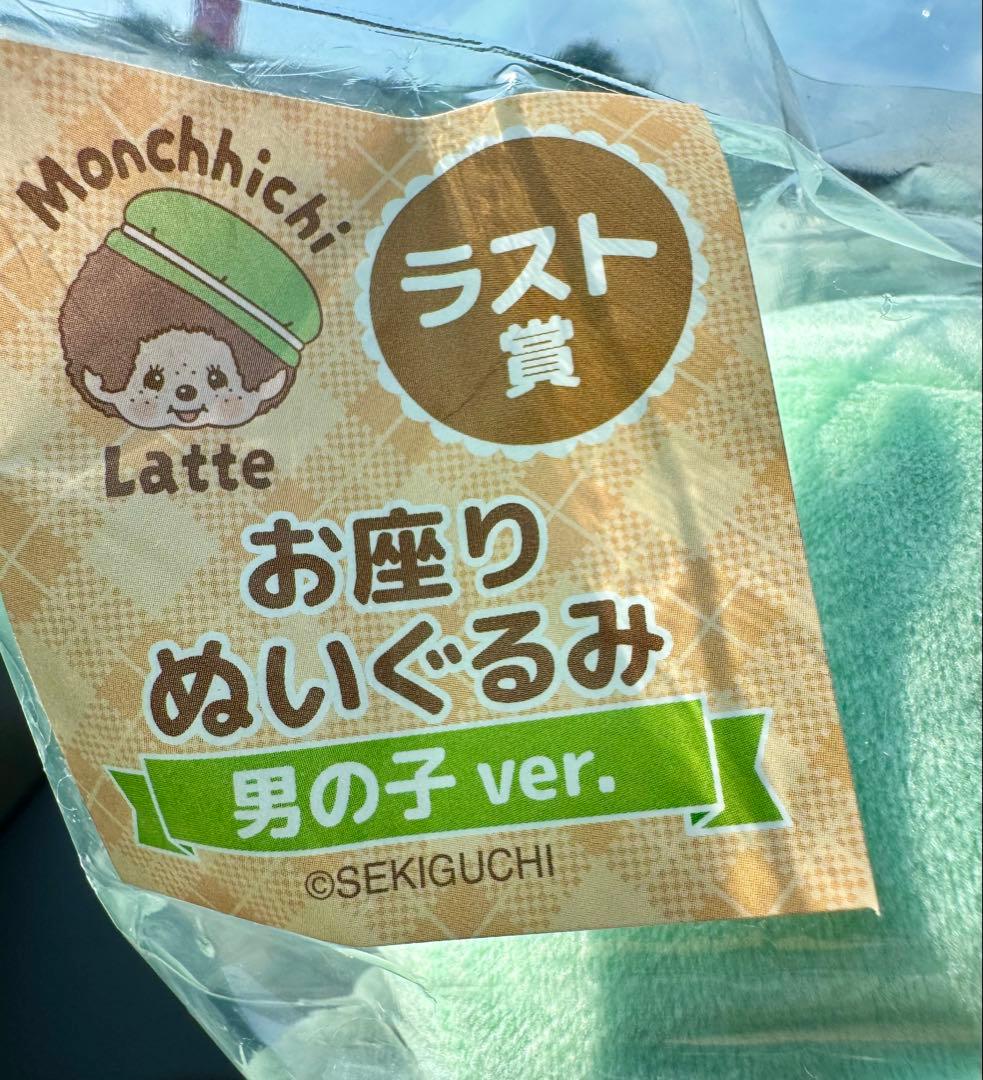 Monchhichi
Latte
ラスト
賞
お座り
ぬいぐるみ
男の子 ver.
©SEKIGUCHI